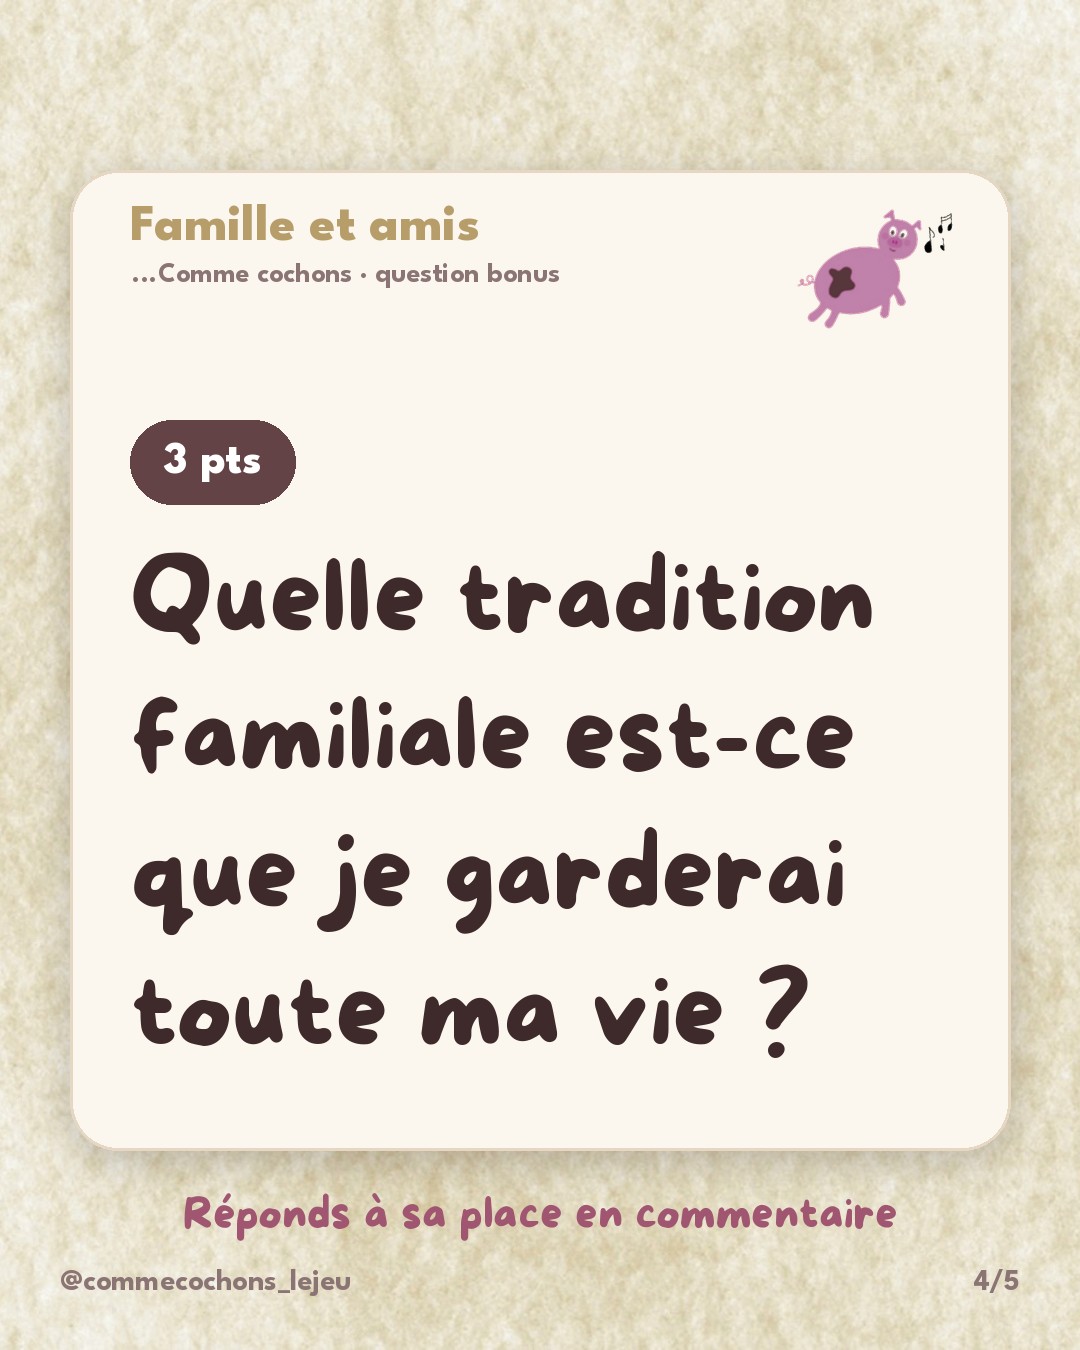 Famille et amis
...Comme cochons · question bonus
3 pts
Quelle tradition
familiale est-ce
que je garderai
toute ma vie ?
Réponds à sa place en commentaire
@commecochons_lejeu
4/5